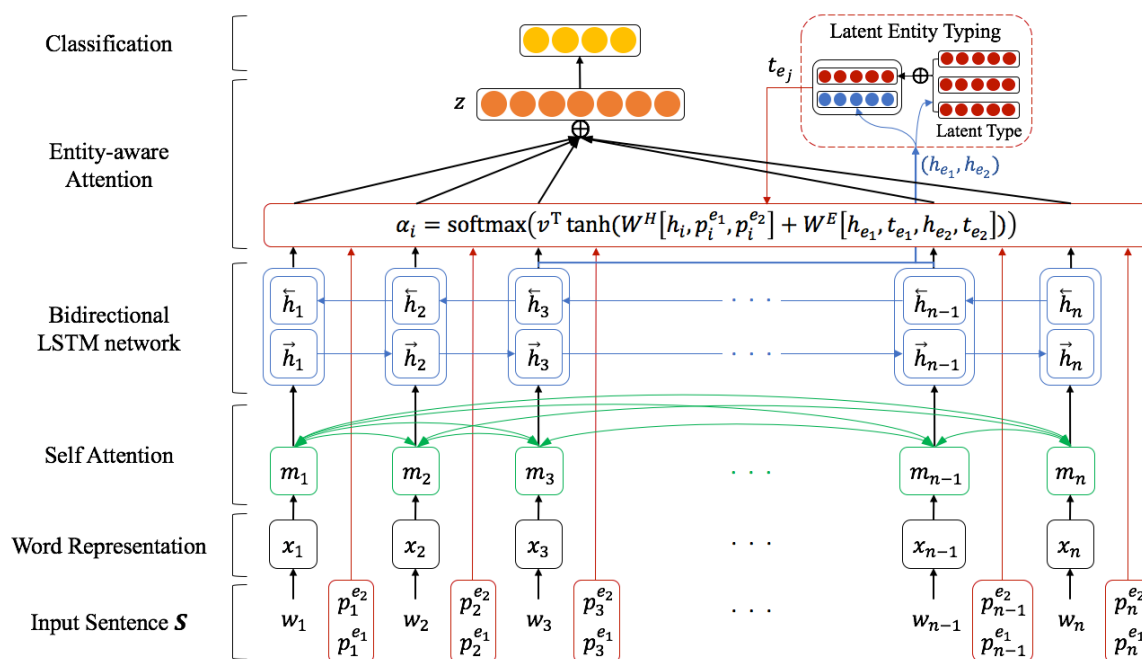 Classification
Latent Entity Typing
t_{e_j}
z
Latent Type
Entity-aware
Attention
(h_{e_1}, h_{e_2})
α_i = softmax(v^T tanh(W^H[h_i, p_i^{e_1}, p_i^{e_2}] + W^E[h_{e_1}, t_{e_1}, h_{e_2}, t_{e_2}]))
Bidirectional
LSTM network
←h_1 ←h_2 ←h_3 · · · ←h_{n−1} ←h_n
→h_1 →h_2 →h_3 · · · →h_{n−1} →h_n
Self Attention
m_1 m_2 m_3 · · · m_{n−1} m_n
Word Representation
x_1 x_2 x_3 · · · x_{n−1} x_n
Input Sentence S
w_1 w_2 w_3 · · · w_{n−1} w_n
p_1^{e_2} p_2^{e_2} p_3^{e_2} p_{n−1}^{e_2} p_n^{e_2}
p_1^{e_1} p_2^{e_1} p_3^{e_1} p_{n−1}^{e_1} p_n^{e_1}